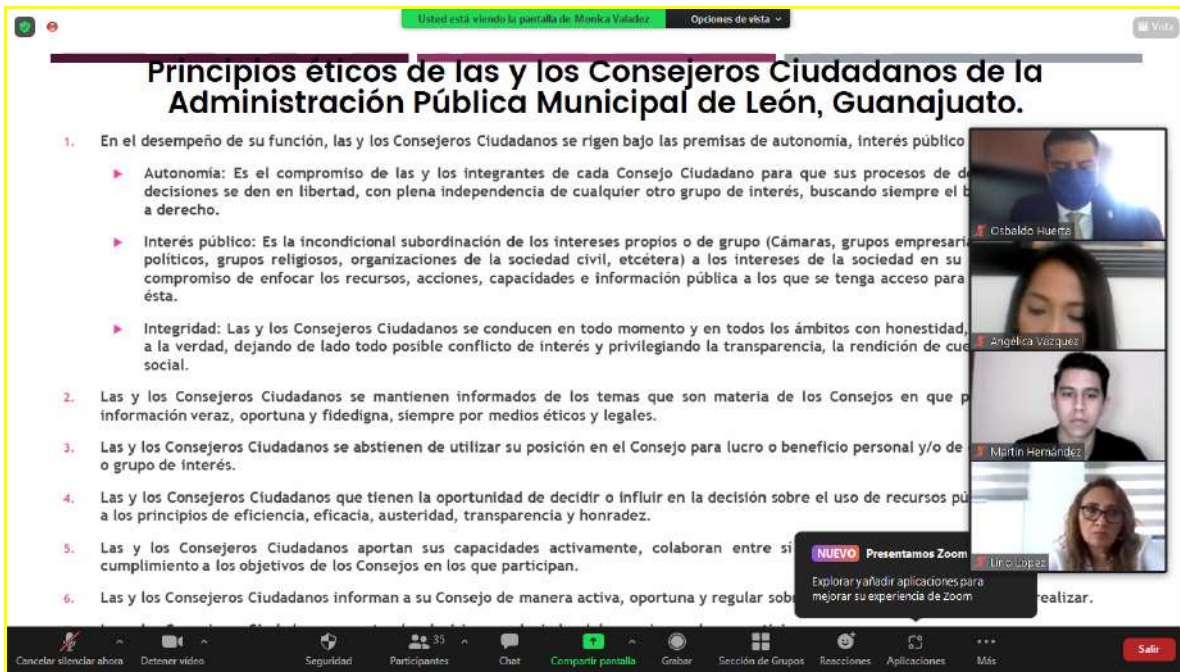 Usted está viendo la pantalla de Monica Valadez
Opciones de vista
Vista
Principios éticos de las y los Consejeros Ciudadanos de la
Administración Pública Municipal de León, Guanajuato.
1. En el desempeño de su función, las y los Consejeros Ciudadanos se rigen bajo las premisas de autonomía, interés público
Autonomía: Es el compromiso de las y los integrantes de cada Consejo Ciudadano para que sus procesos de d
decisiones se den en libertad, con plena independencia de cualquier otro grupo de interés, buscando siempre el b
a derecho.
Interés público: Es la incondicional subordinación de los intereses propios o de grupo (Cámaras, grupos empresari
políticos, grupos religiosos, organizaciones de la sociedad civil, etcétera) a los intereses de la sociedad en su
compromiso de enfocar los recursos, acciones, capacidades e información pública a los que se tenga acceso para
ésta.
Integridad: Las y los Consejeros Ciudadanos se conducen en todo momento y en todos los ámbitos con honestidad,
a la verdad, dejando de lado todo posible conflicto de interés y privilegiando la transparencia, la rendición de cue
social.
2. Las y los Consejeros Ciudadanos se mantienen informados de los temas que son materia de los Consejos en que p
información veraz, oportuna y fidedigna, siempre por medios éticos y legales.
3. Las y los Consejeros Ciudadanos se abstienen de utilizar su posición en el Consejo para lucro o beneficio personal y/o de
o grupo de interés.
4. Las y los Consejeros Ciudadanos que tienen la oportunidad de decidir o influir en la decisión sobre el uso de recursos pú
a los principios de eficiencia, eficacia, austeridad, transparencia y honradez.
5. Las y los Consejeros Ciudadanos aportan sus capacidades activamente, colaboran entre sí
cumplimiento a los objetivos de los Consejos en los que participan.
6. Las y los Consejeros Ciudadanos informan a su Consejo de manera activa, oportuna y regular sob
realizar.
Osbaldo Huerta
Angélica Vázquez
Martin Hernández
Lino Lopez
NUEVO Presentamos Zoom
Explorar y añadir aplicaciones para
mejorar su experiencia de Zoom
Cancelar silenciar ahora
Detener vídeo
Seguridad
Participantes
35
Chat
Compartir pantalla
Grabar
Sección de Grupos
Reacciones
Aplicaciones
Más
Salir